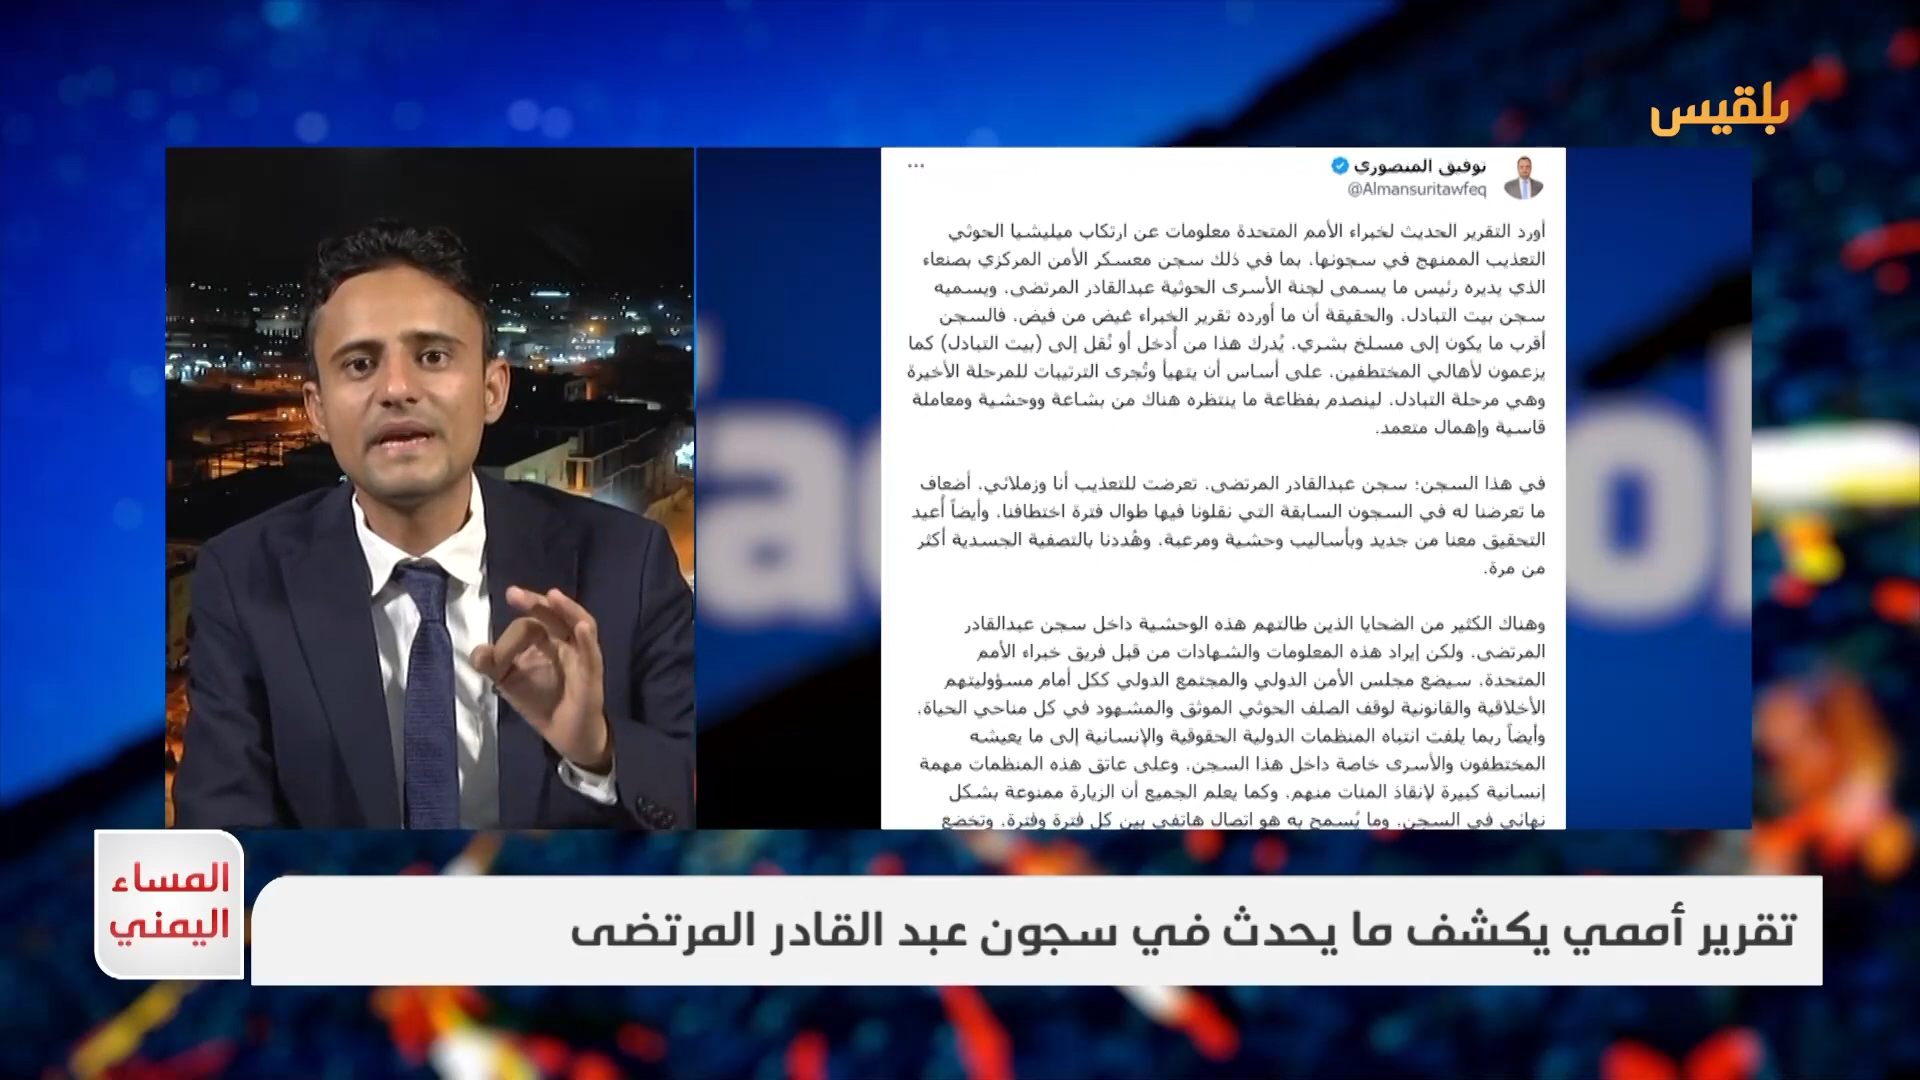 بلقيس
توفيق المنصوري
@Almansuritawfeq
أورد التقرير الحديث لخبراء الأمم المتحدة معلومات عن ارتكاب ميليشيا الحوثي
التعذيب الممنهج في سجونها، بما في ذلك سجن معسكر الأمن المركزي بصنعاء
الذي يديره رئيس ما يسمى لجنة الأسرى الحوثية عبدالقادر المرتضى، ويسميه
سجن بيت التبادل، والحقيقة أن ما أورده تقرير الخبراء غيض من فيض، فالسجن
أقرب ما يكون إلى مسلخ بشري، يُدرك هذا من أُدخل أو نُقل إلى (بيت التبادل) كما
يزعمون لأهالي المختطفين، على أساس أن يتهيأ وتُجرى الترتيبات للمرحلة الأخيرة
وهي مرحلة التبادل، لينصدم بفظاعة ما ينتظره هناك من بشاعة ووحشية ومعاملة
قاسية وإهمال متعمد.
في هذا السجن؛ سجن عبدالقادر المرتضى، تعرضت للتعذيب أنا وزملائي، أضعاف
ما تعرضنا له في السجون السابقة التي نقلونا فيها طوال فترة اختطافنا، وأيضاً أُعيد
التحقيق معنا من جديد وبأساليب وحشية ومرعبة، وهُددنا بالتصفية الجسدية أكثر
من مرة.
وهناك الكثير من الضحايا الذين طالتهم هذه الوحشية داخل سجن عبدالقادر
المرتضى، ولكن إيراد هذه المعلومات والشهادات من قبل فريق خبراء الأمم
المتحدة، سيضع مجلس الأمن الدولي والمجتمع الدولي ككل أمام مسؤوليتهم
الأخلاقية والقانونية لوقف الصلف الحوثي الموثق والمشهود في كل مناحي الحياة،
وأيضاً ربما يلفت انتباه المنظمات الدولية الحقوقية والإنسانية إلى ما يعيشه
المختطفون والأسرى خاصة داخل هذا السجن، وعلى عاتق هذه المنظمات مهمة
إنسانية كبيرة لإنقاذ المئات منهم، وكما يعلم الجميع أن الزيارة ممنوعة بشكل
نهائي في السجن، وما يُسمح به هو اتصال هاتفي بين كل فترة وفترة، وتخضع
المساء
اليمني
تقرير أممي يكشف ما يحدث في سجون عبد القادر المرتضى